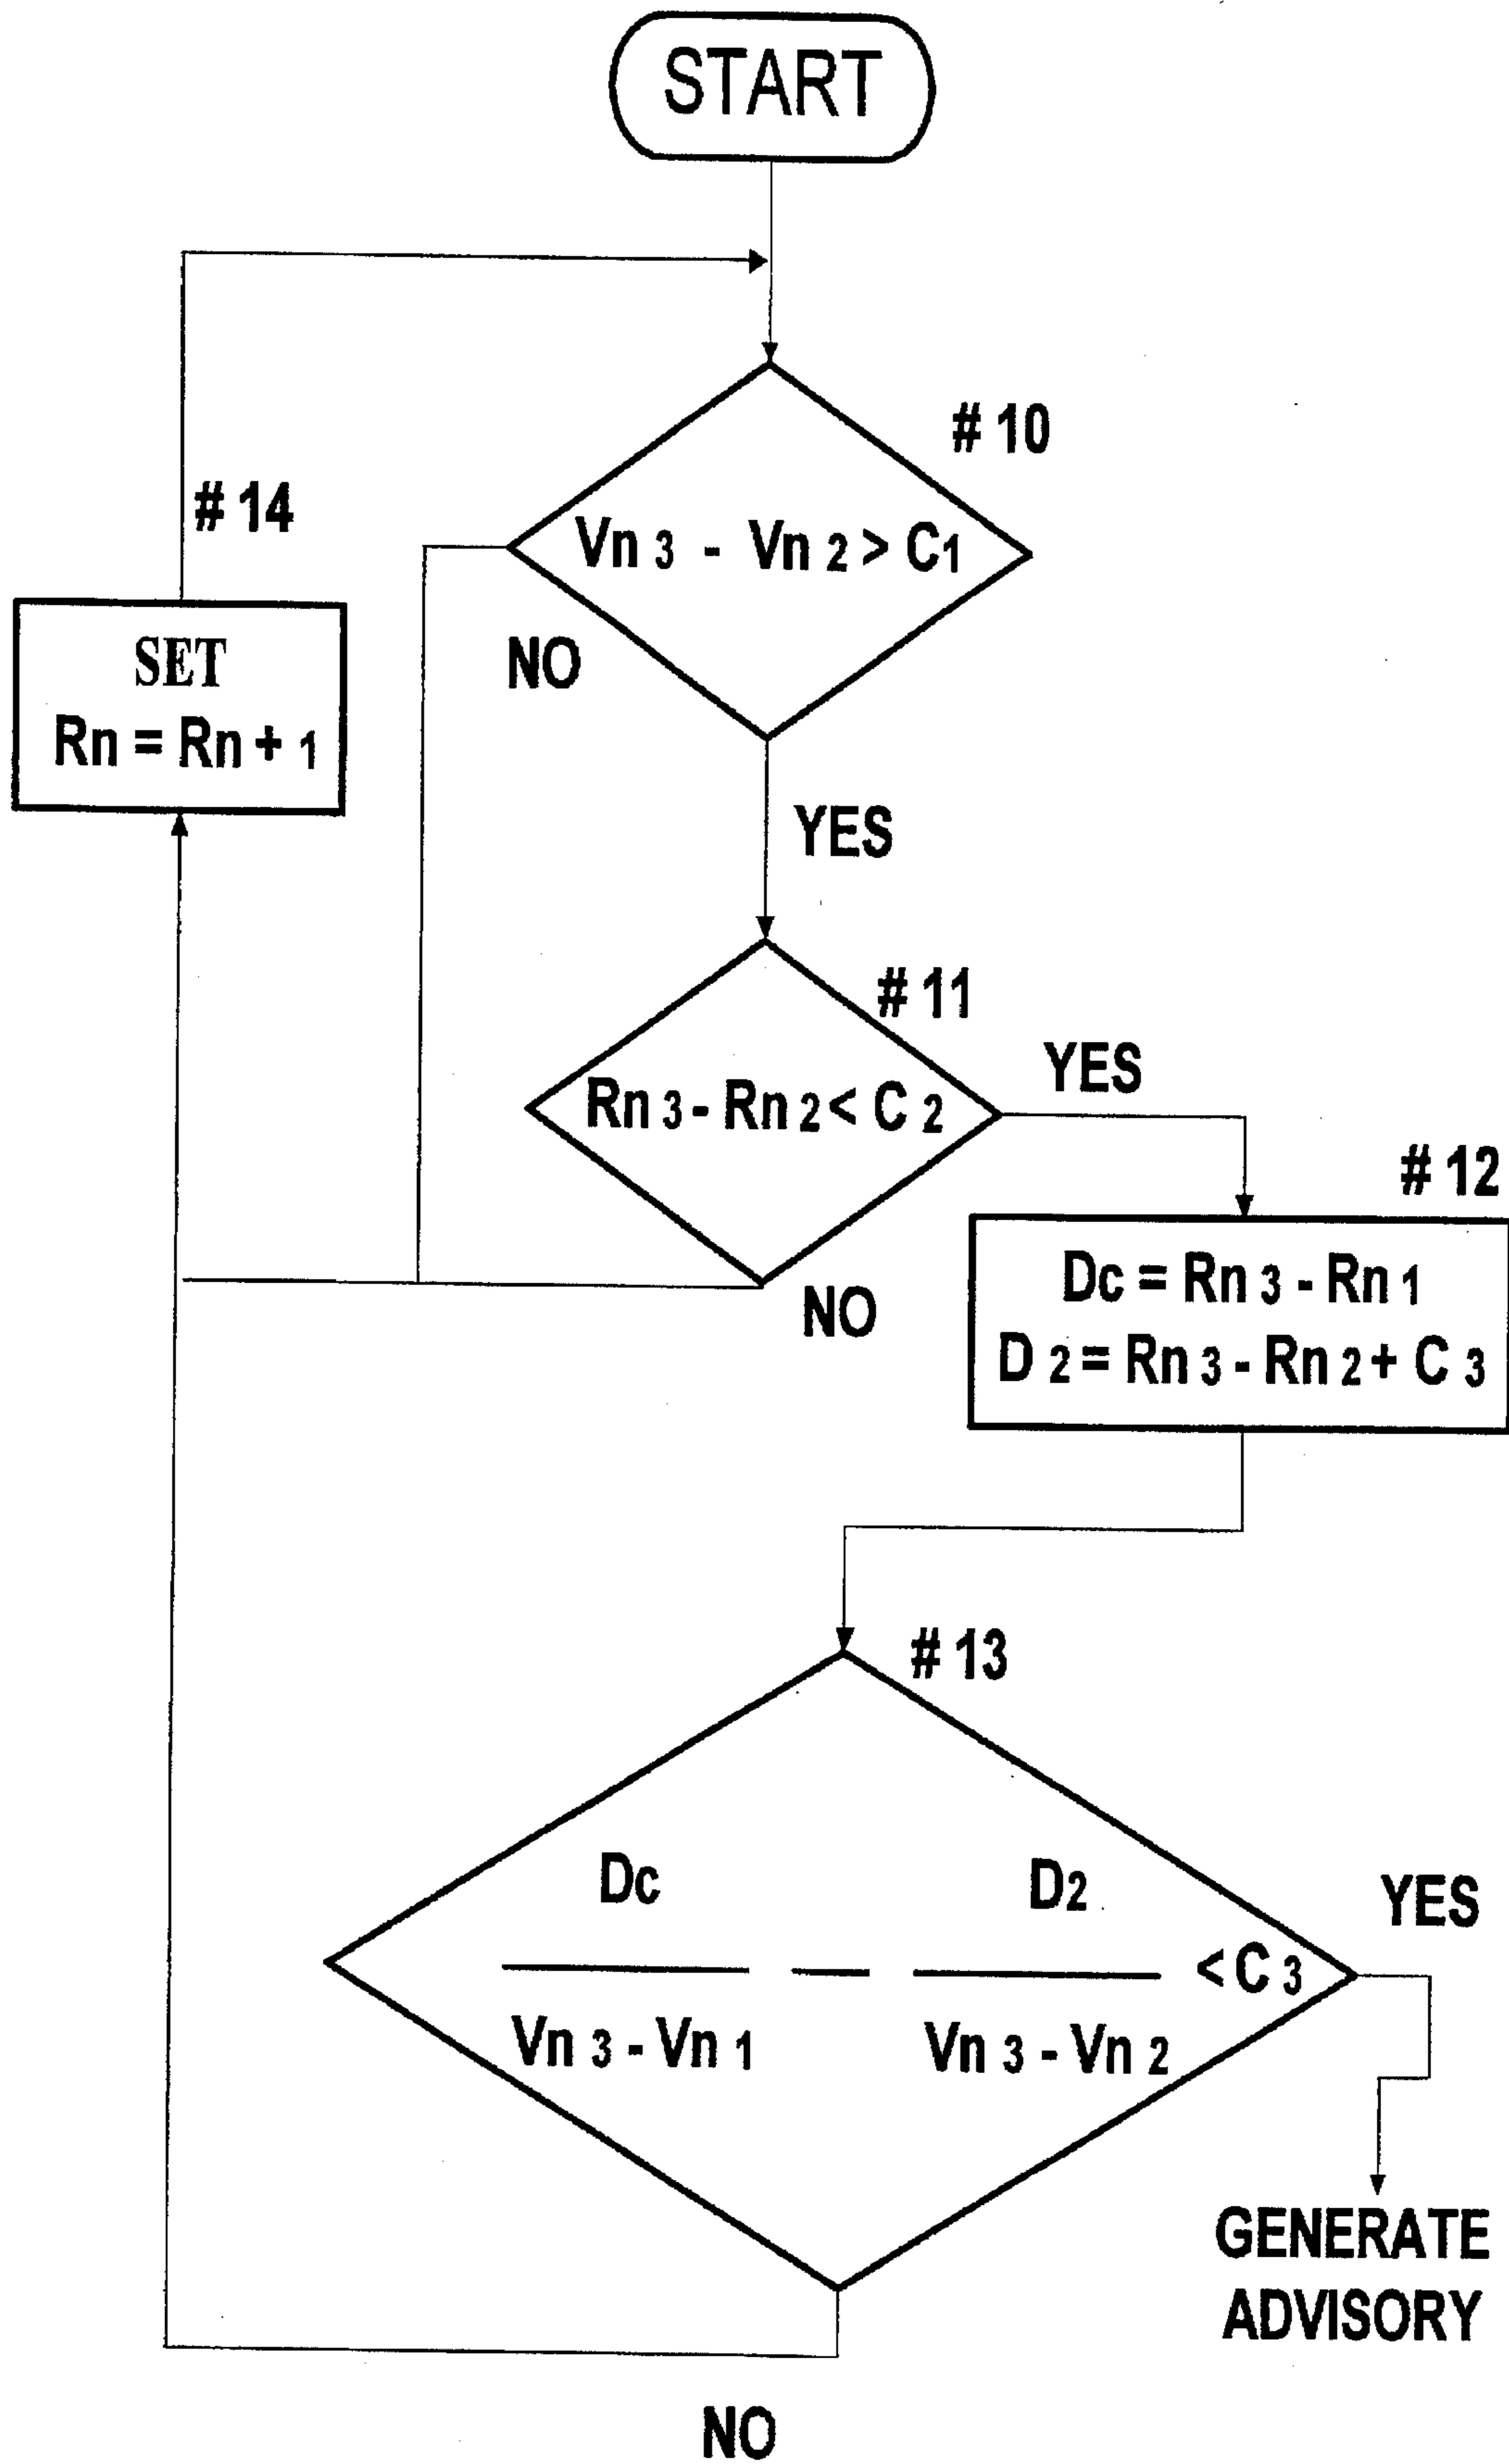 START
# 10
Vn 3 - Vn 2 > C1
NO
# 14
SET
Rn = Rn + 1
YES
# 11
Rn 3 - Rn 2 < C 2
YES
NO
# 12
Dc = Rn 3 - Rn 1
D 2 = Rn 3 - Rn 2 + C 3
# 13
Dc D2
— < C 3
Vn 3 - Vn 1 Vn 3 - Vn 2
YES
GENERATE
ADVISORY
NO